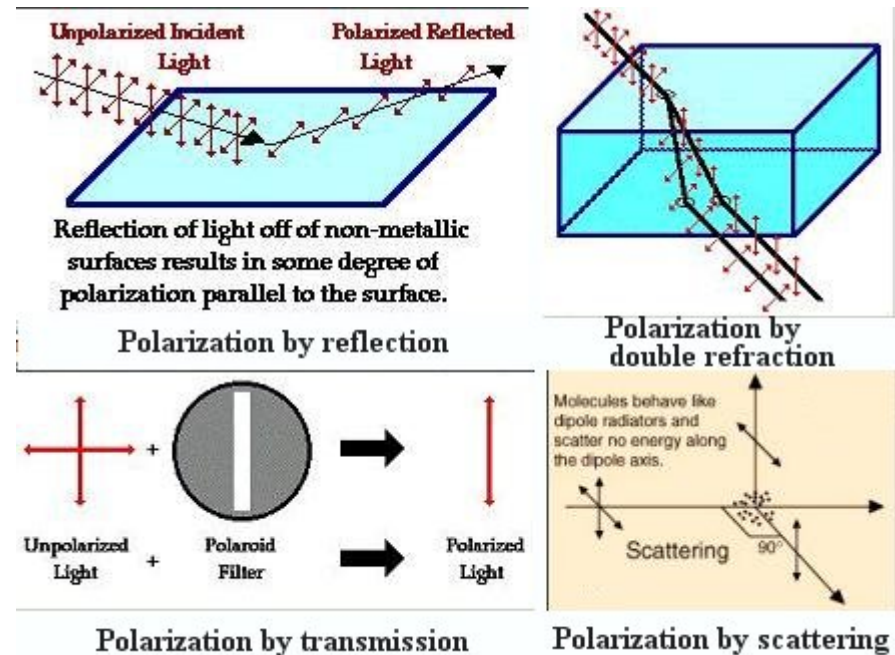 Unpolarized Incident
Light
Polarized Reflected
Light
Reflection of light off of non-metallic
surfaces results in some degree of
polarization parallel to the surface.
Polarization by reflection
Polarization by
double refraction
+
Unpolarized
Light
+
Polaroid
Filter
Polarized
Light
Polarization by transmission
Molecules behave like
dipole radiators and
scatter no energy along
the dipole axis.
Scattering
90°
Polarization by scattering